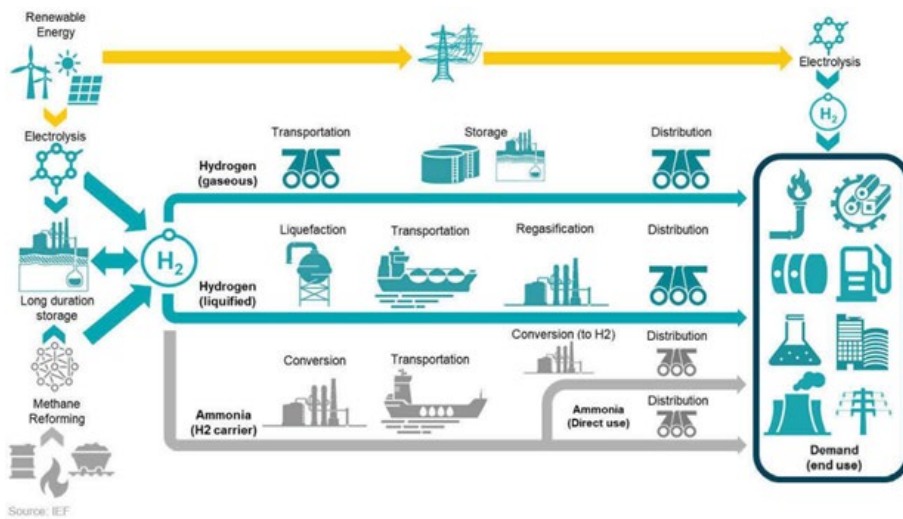 Renewable
Energy
Electrolysis
Electrolysis
H₂
Transportation
Storage
Distribution
Hydrogen
(gaseous)
Liquefaction
Transportation
Regasification
Distribution
H₂
Hydrogen
(liquified)
Long duration
storage
Conversion
Transportation
Conversion (to H2)
Distribution
Methane
Reforming
Ammonia
(H2 carrier)
Ammonia
(Direct use)
Distribution
Demand
(end use)
Source: IEF